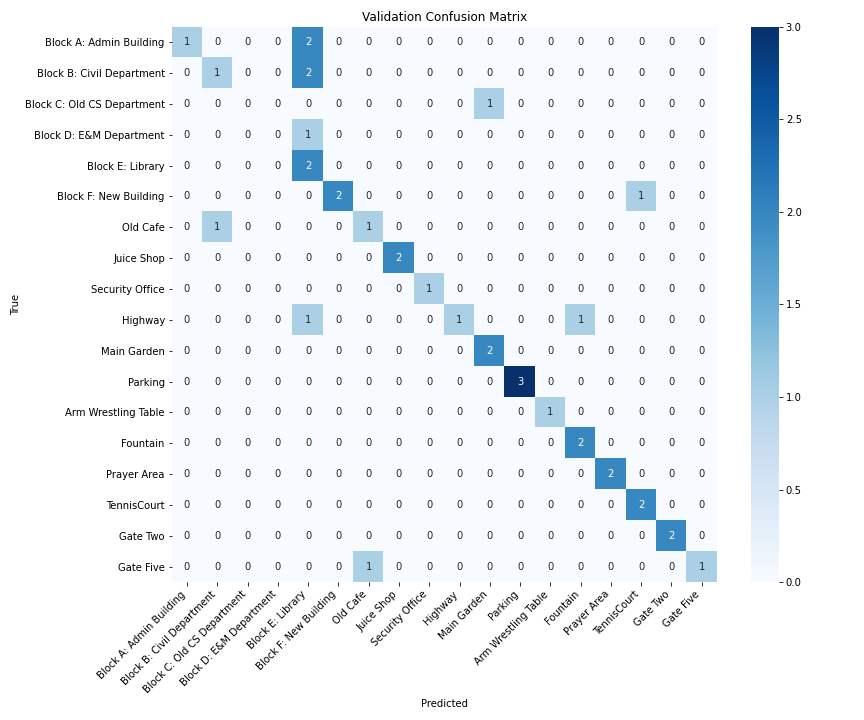 Validation Confusion Matrix
Block A: Admin Building 1 0 0 0 2 0 0 0 0 0 0 0 0 0 0 0 0 0
Block B: Civil Department 0 1 0 0 2 0 0 0 0 0 0 0 0 0 0 0 0 0
Block C: Old CS Department 0 0 0 0 0 0 0 0 0 0 1 0 0 0 0 0 0 0
Block D: E&M Department 0 0 0 0 1 0 0 0 0 0 0 0 0 0 0 0 0 0
Block E: Library 0 0 0 0 2 0 0 0 0 0 0 0 0 0 0 0 0 0
Block F: New Building 0 0 0 0 0 2 0 0 0 0 0 0 0 0 0 1 0 0
Old Cafe 0 1 0 0 0 0 1 0 0 0 0 0 0 0 0 0 0 0
Juice Shop 0 0 0 0 0 0 0 2 0 0 0 0 0 0 0 0 0 0
Security Office 0 0 0 0 0 0 0 0 1 0 0 0 0 0 0 0 0 0
Highway 0 0 0 0 1 0 0 0 0 1 0 0 0 1 0 0 0 0
Main Garden 0 0 0 0 0 0 0 0 0 0 2 0 0 0 0 0 0 0
Parking 0 0 0 0 0 0 0 0 0 0 0 3 0 0 0 0 0 0
Arm Wrestling Table 0 0 0 0 0 0 0 0 0 0 0 0 1 0 0 0 0 0
Fountain 0 0 0 0 0 0 0 0 0 0 0 0 0 2 0 0 0 0
Prayer Area 0 0 0 0 0 0 0 0 0 0 0 0 0 0 2 0 0 0
TennisCourt 0 0 0 0 0 0 0 0 0 0 0 0 0 0 0 2 0 0
Gate Two 0 0 0 0 0 0 0 0 0 0 0 0 0 0 0 0 2 0
Gate Five 0 0 0 0 0 0 1 0 0 0 0 0 0 0 0 0 0 1
True
Block A: Admin Building
Block B: Civil Department
Block C: Old CS Department
Block D: E&M Department
Block E: Library
Block F: New Building
Old Cafe
Juice Shop
Security Office
Highway
Main Garden
Parking
Arm Wrestling Table
Fountain
Prayer Area
TennisCourt
Gate Two
Gate Five
Predicted
3.0
2.5
2.0
1.5
1.0
0.5
0.0